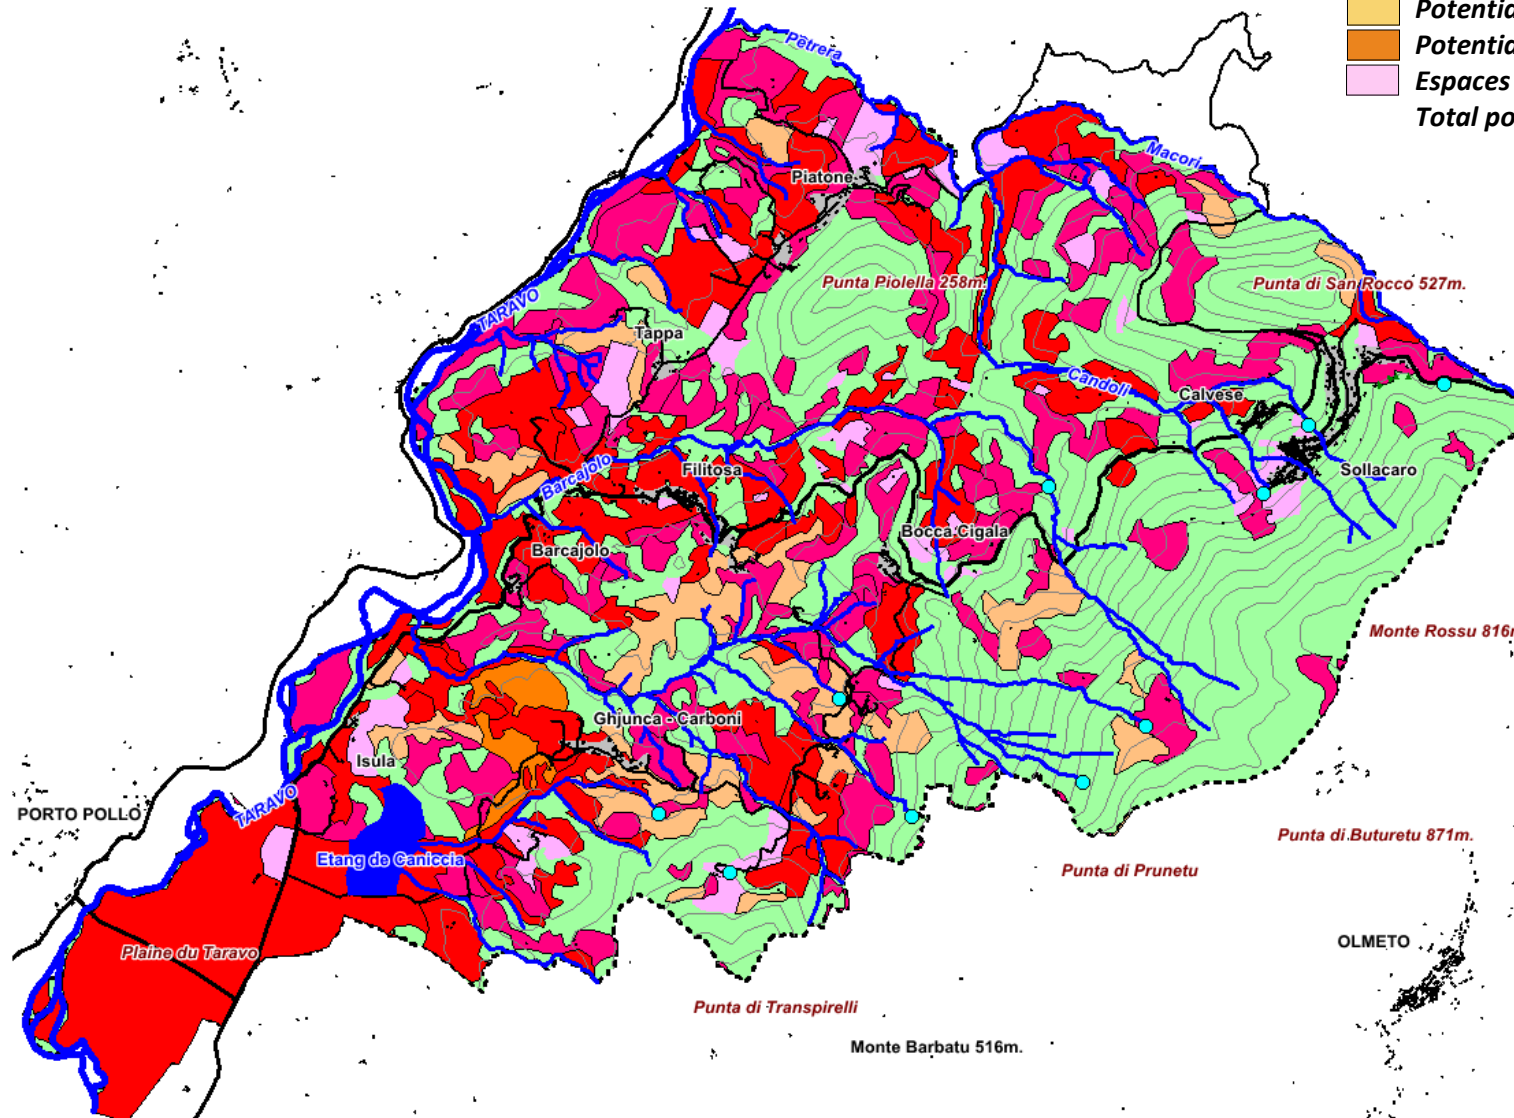 Potentia
Potentia
Espaces
Total po
Petrera
Macori
Piatone
Punta Piolella 258m.
Punta di San Rocco 527m.
TARAVO
Tappa
Candoli
Calvese
Barcajolo
Filitosa
Sollacaro
Bocca Cigala
Barcajolo
Monte Rossu 816m
Ghjunca - Carboni
Isula
TARAVO
PORTO POLLO
Punta di Buturetu 871m.
Etang de Caniccia
Punta di Prunetu
OLMETO
Plaine du Taravo
Punta di Transpirelli
Monte Barbatu 516m.